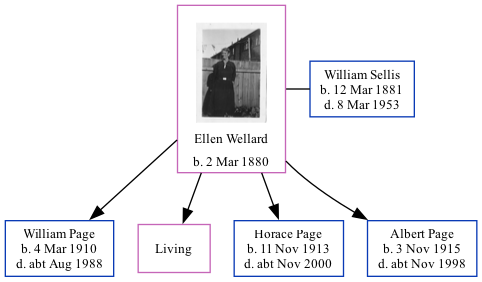 William Sellis
b. 12 Mar 1881
d. 8 Mar 1953
Ellen Wellard
b. 2 Mar 1880
William Page
b. 4 Mar 1910
d. abt Aug 1988
Living
Horace Page
b. 11 Nov 1913
d. abt Nov 2000
Albert Page
b. 3 Nov 1915
d. abt Nov 1998